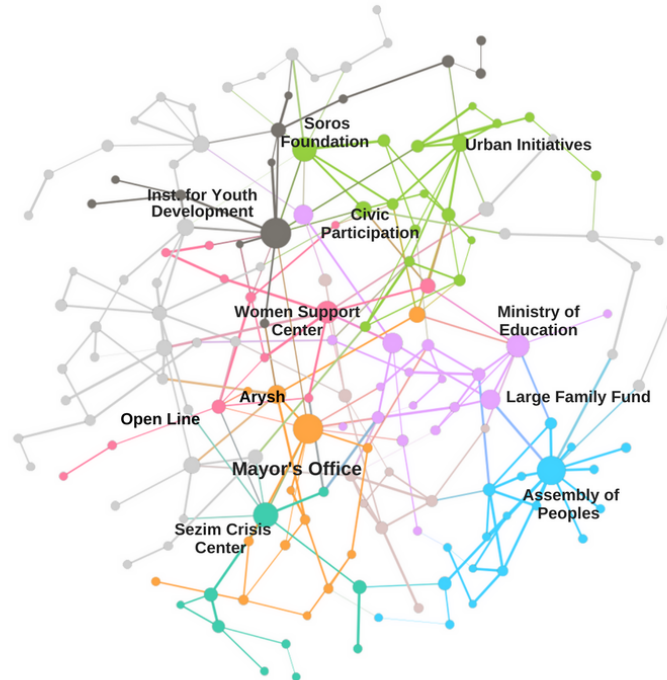 Soros
Foundation
Urban Initiatives
Inst. for Youth
Development
Civic
Participation
Women Support
Center
Ministry of
Education
Arysh
Large Family Fund
Open Line
Mayor's Office
Assembly of
Peoples
Sezim Crisis
Center